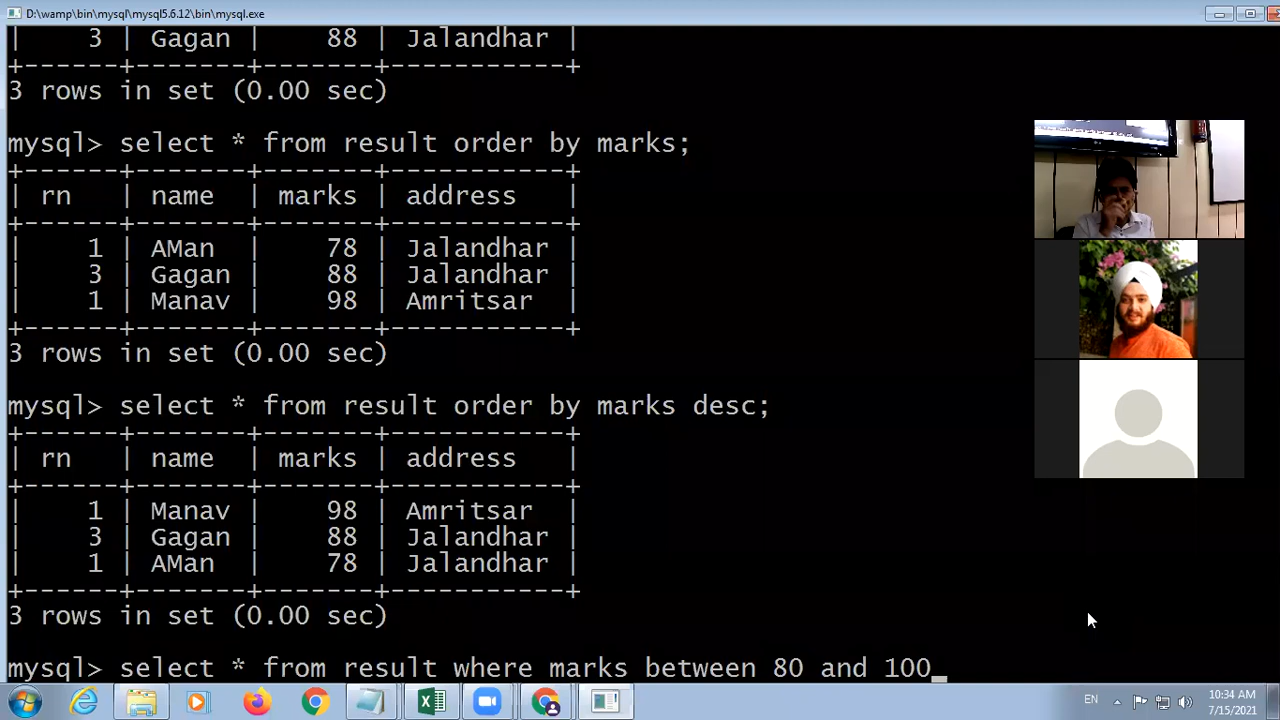 D:\wamp\bin\mysql\mysql5.6.12\bin\mysql.exe
|    3 | Gagan |    88 | Jalandhar |
+------+-------+-------+-----------+
3 rows in set (0.00 sec)
mysql> select * from result order by marks;
+------+-------+-------+-----------+
| rn   | name  | marks | address   |
+------+-------+-------+-----------+
|    1 | AMan  |    78 | Jalandhar |
|    3 | Gagan |    88 | Jalandhar |
|    1 | Manav |    98 | Amritsar  |
+------+-------+-------+-----------+
3 rows in set (0.00 sec)
mysql> select * from result order by marks desc;
+------+-------+-------+-----------+
| rn   | name  | marks | address   |
+------+-------+-------+-----------+
|    1 | Manav |    98 | Amritsar  |
|    3 | Gagan |    88 | Jalandhar |
|    1 | AMan  |    78 | Jalandhar |
+------+-------+-------+-----------+
3 rows in set (0.00 sec)
mysql> select * from result where marks between 80 and 100_
EN
10:34 AM
7/15/2021